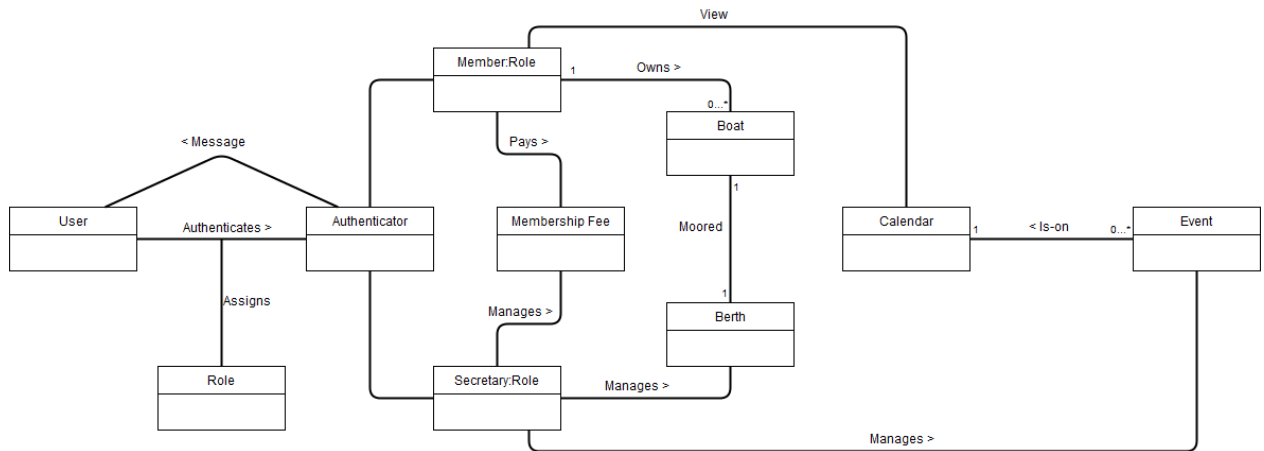 View
Member:Role
1
Owns >
0...*
Boat
< Message
Pays >
1
User
Authenticates >
Authenticator
Membership Fee
Moored
Calendar
1
< Is-on
0...*
Event
Assigns
1
Manages >
Berth
Role
Secretary:Role
Manages >
Manages >